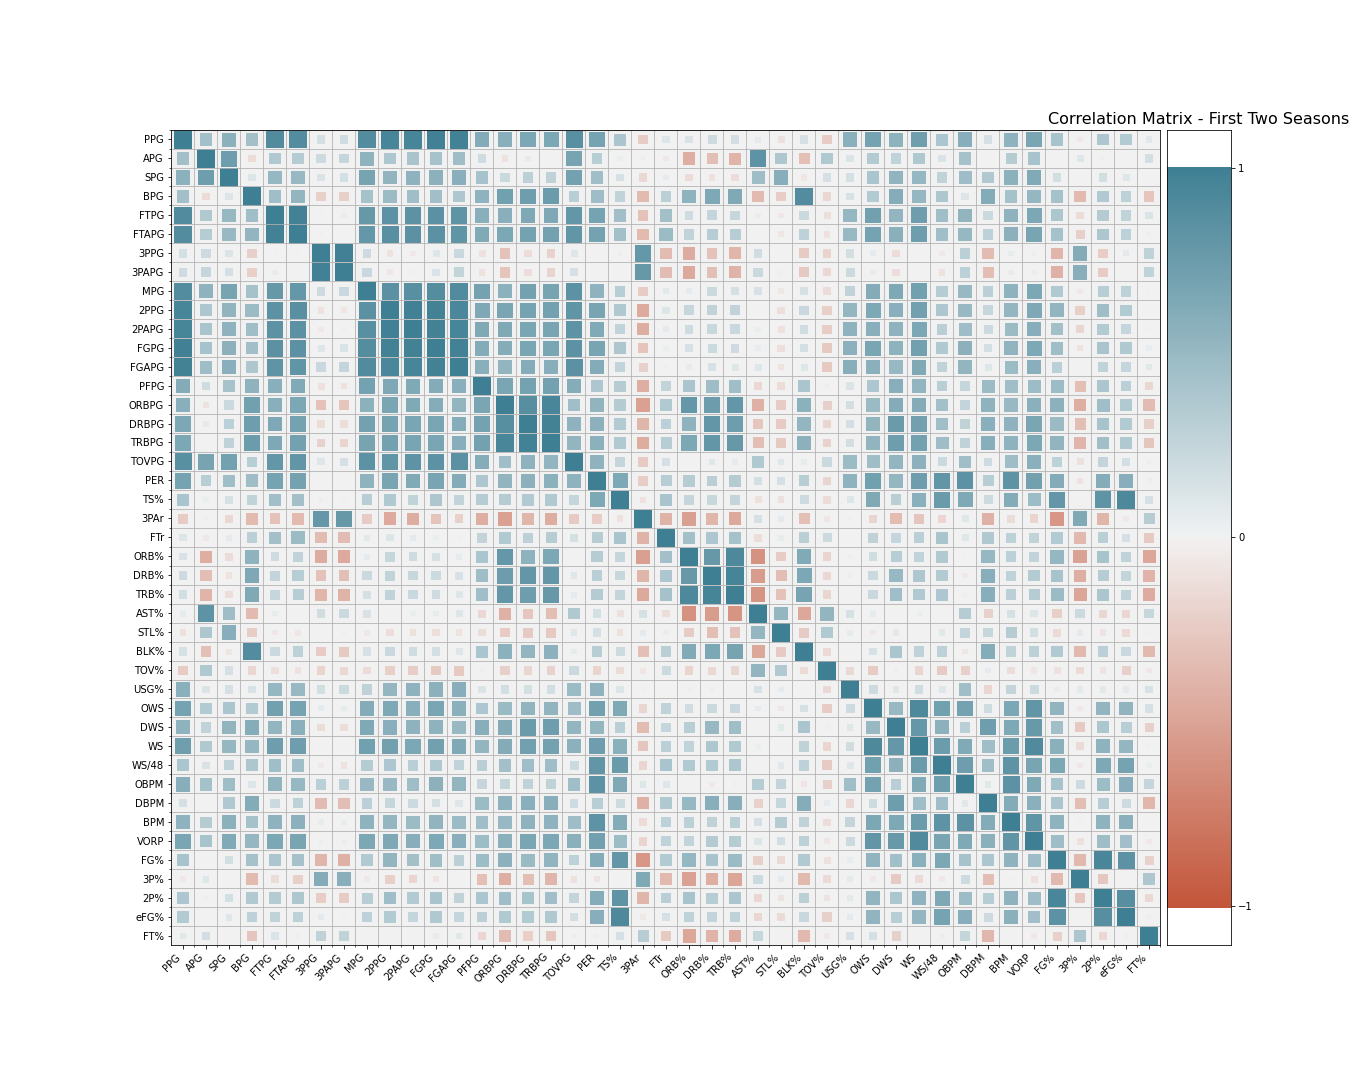 Correlation Matrix - First Two Seasons
PPG
APG
SPG
BPG
FTPG
FTAPG
3PPG
3PAPG
MPG
2PPG
2PAPG
FGPG
FGAPG
PFPG
ORBPG
DRBPG
TRBPG
TOVPG
PER
TS%
3PAr
FTr
ORB%
DRB%
TRB%
AST%
STL%
BLK%
TOV%
USG%
OWS
DWS
WS
WS/48
OBPM
DBPM
BPM
VORP
FG%
3P%
2P%
eFG%
FT%
1
0
−1
PPG APG SPG BPG FTPG FTAPG 3PPG 3PAPG MPG 2PPG 2PAPG FGPG FGAPG PFPG ORBPG DRBPG TRBPG TOVPG PER TS% 3PAr FTr ORB% DRB% TRB% AST% STL% BLK% TOV% USG% OWS DWS WS WS/48 OBPM DBPM BPM VORP FG% 3P% 2P% eFG% FT%